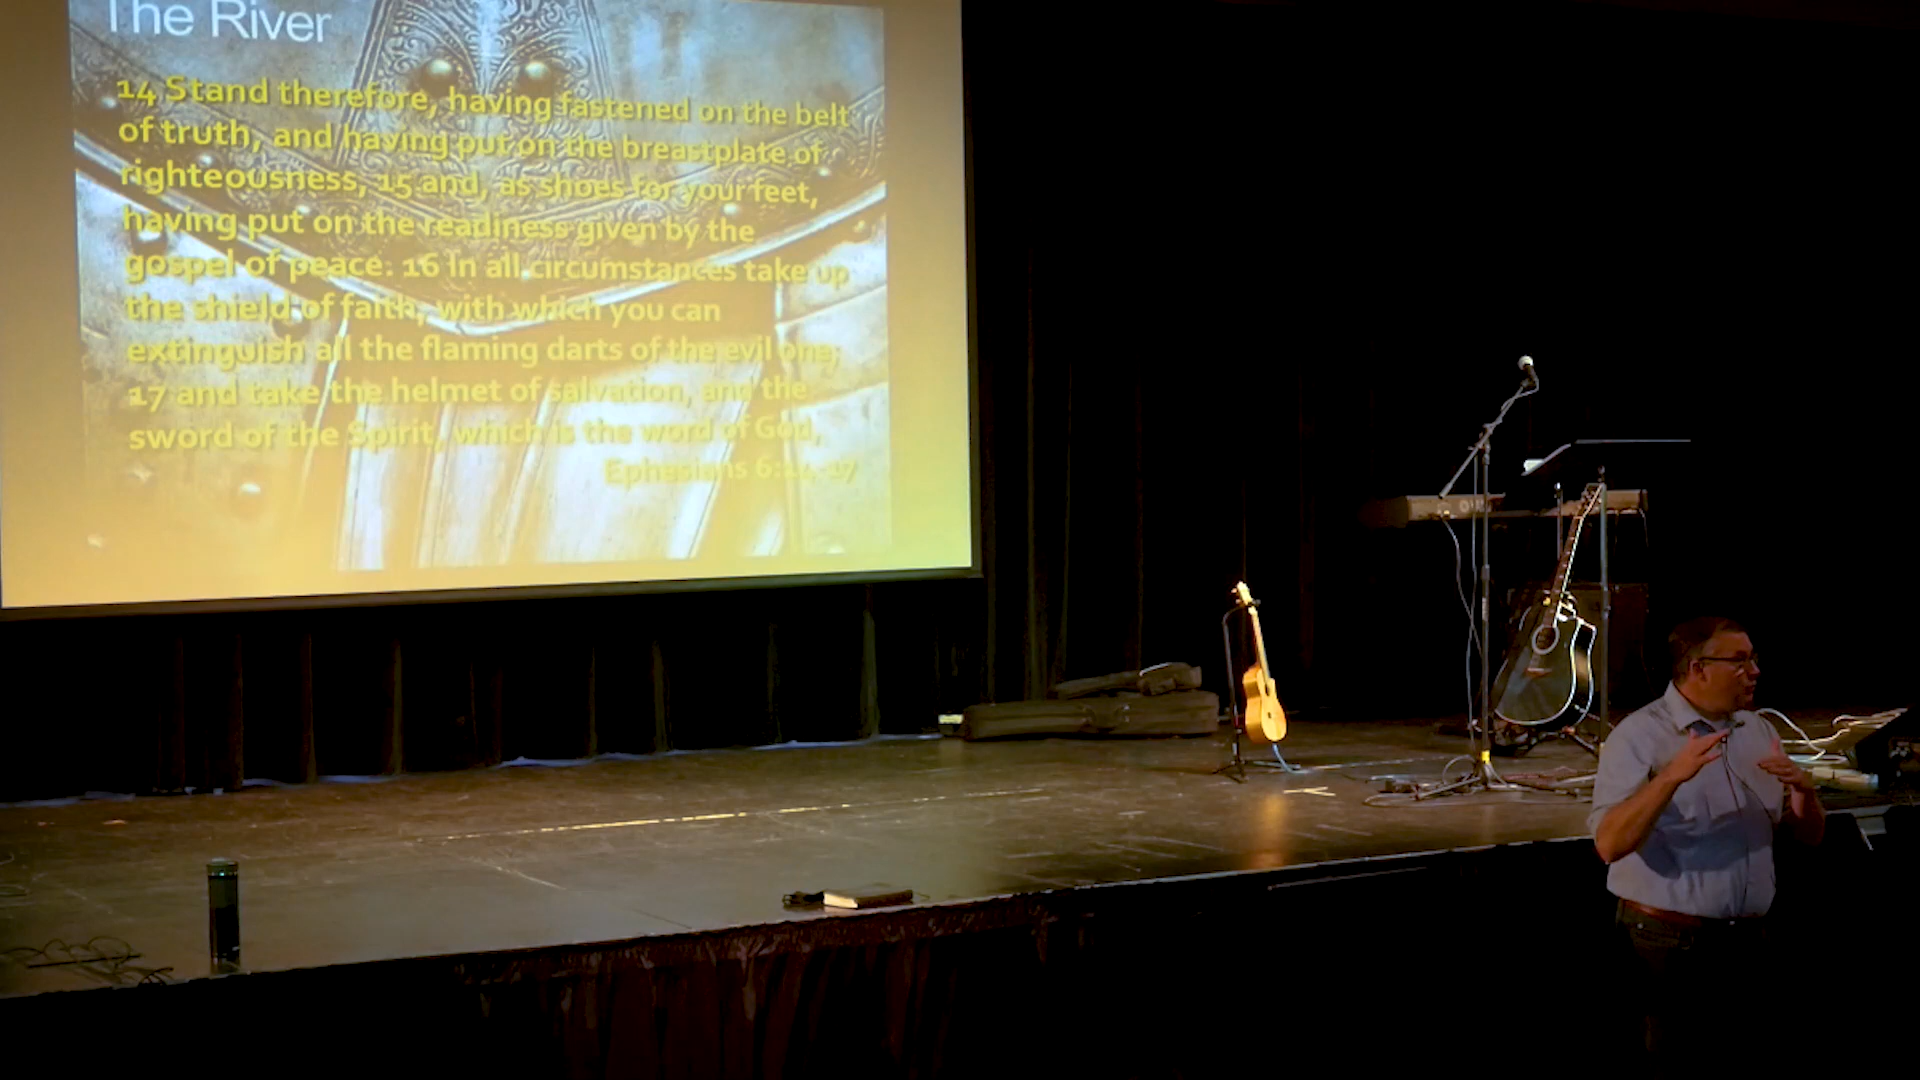 The River
14 Stand therefore, having fastened on the belt
of truth, and having put on the breastplate of
righteousness, 15 and, as shoes for your feet,
having put on the readiness given by the
gospel of peace. 16 In all circumstances take up
the shield of faith, with which you can
extinguish all the flaming darts of the evil one;
17 and take the helmet of salvation, and the
sword of the Spirit, which is the word of God,
Ephesians 6:14-17